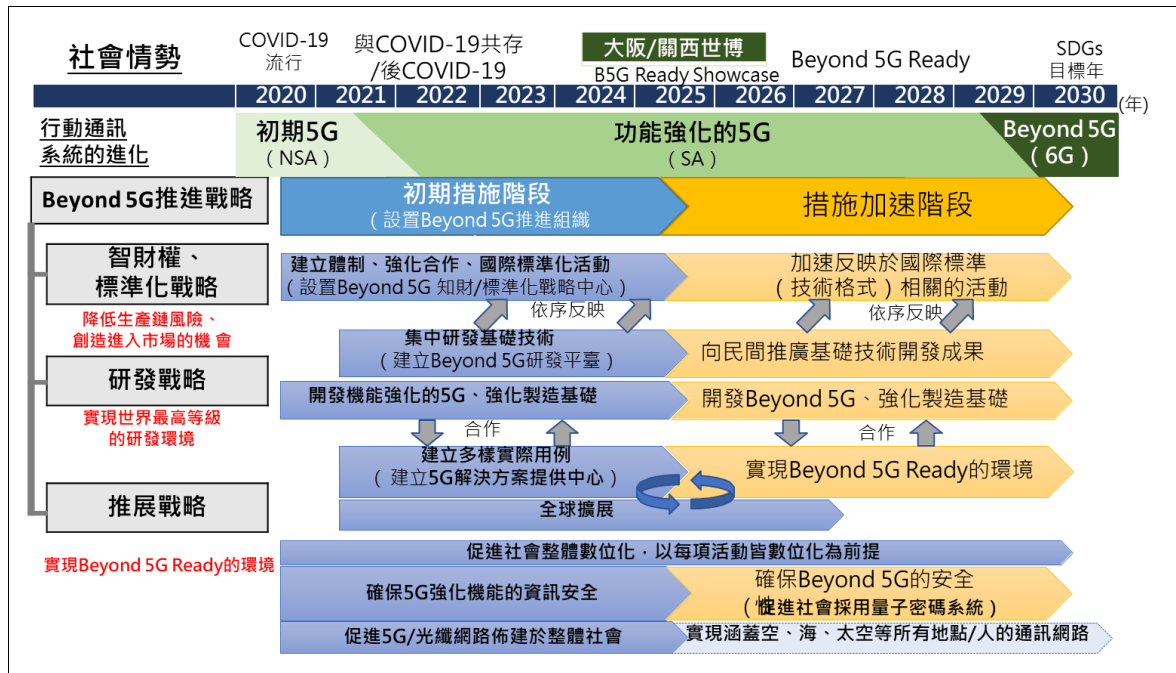 社會情勢
COVID-19
流行
與COVID-19共存
/後COVID-19
大阪/關西世博
B5G Ready Showcase
Beyond 5G Ready
SDGs
目標年
2020 2021 2022 2023 2024 2025 2026 2027 2028 2029 2030 (年)
行動通訊
系統的進化
初期5G
(NSA)
功能強化的5G
(SA)
Beyond 5G
(6G)
Beyond 5G推進戰略
初期措施階段
(設置Beyond 5G推進組織
措施加速階段
智財權、
標準化戰略
降低生產鏈風險、
創造進入市場的機 會
建立體制、強化合作、國際標準化活動
(設置Beyond 5G 知財/標準化戰略中心)
加速反映於國際標準
(技術格式)相關的活動
依序反映
依序反映
集中研發基礎技術
(建立Beyond 5G研發平臺)
向民間推廣基礎技術開發成果
研發戰略
實現世界最高等級
的研發環境
開發機能強化的5G、強化製造基礎
開發Beyond 5G、強化製造基礎
合作
合作
建立多樣實際用例
(建立5G解決方案提供中心)
實現Beyond 5G Ready的環境
推展戰略
全球擴展
實現Beyond 5G Ready的環境
促進社會整體數位化，以每項活動皆數位化為前提
確保5G強化機能的資訊安全
確保Beyond 5G的安全
(促進社會採用量子密碼系統)
促進5G/光纖網路佈建於整體社會
實現涵蓋空、海、太空等所有地點/人的通訊網路